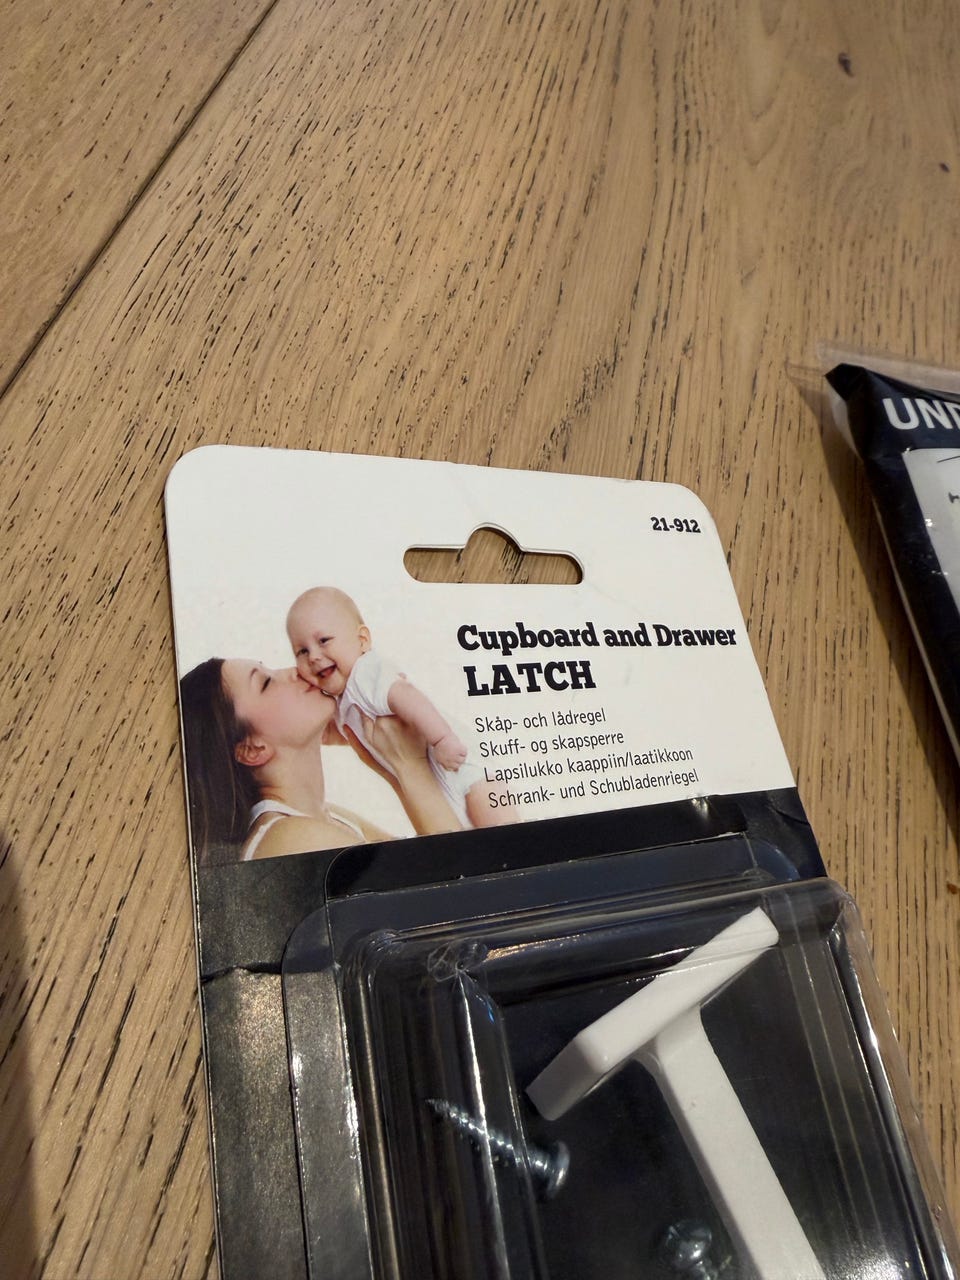 21-912
Cupboard and Drawer
LATCH
Skåp- och lådregel
Skuff- og skapsperre
Lapsilukko kaappiin/laatikkoon
Schrank- und Schubladenriegel